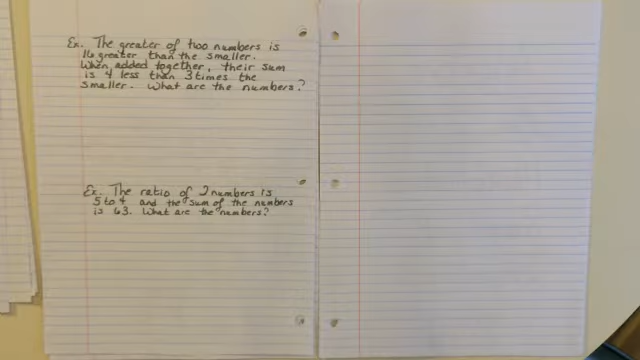 Ex. The greater of two numbers is
16 greater than the smaller.
When added together, their sum
is 4 less than 3 times the
smaller. What are the numbers?
Ex. The ratio of 2 numbers is
5 to 4 and the sum of the numbers
is 63. What are the numbers?